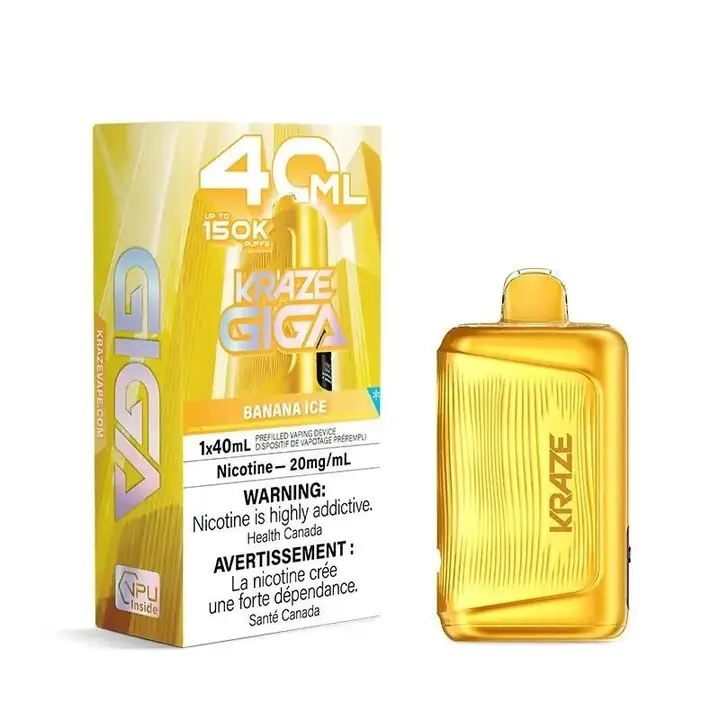 40ML
UP TO
150K
PUFFS
KRAZE
GIGA
BANANA ICE
1x40mL PREFILLED VAPING DEVICE
DISPOSITIF DE VAPOTAGE PRÉREMPLI
Nicotine — 20mg/mL
WARNING:
Nicotine is highly addictive.
Health Canada
AVERTISSEMENT :
La nicotine crée
une forte dépendance.
Santé Canada
GIGA
KRAZEVAPE.COM
VPU
Inside
KRAZE